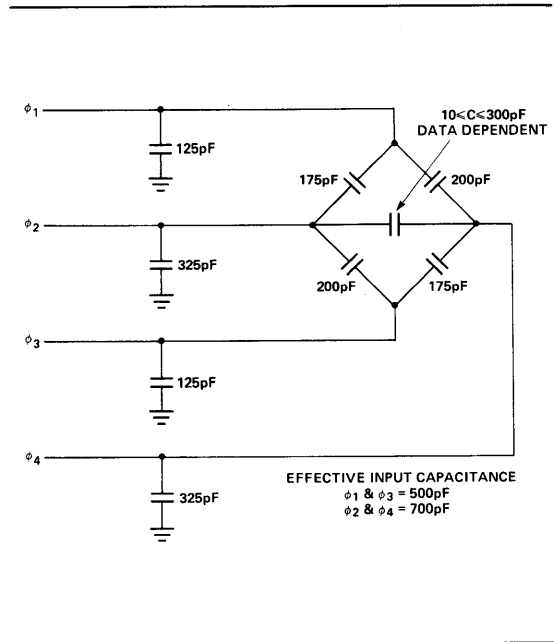 ϕ1
10⩽C⩽300pF
DATA DEPENDENT
125pF
175pF
200pF
ϕ2
325pF
200pF
175pF
ϕ3
125pF
ϕ4
EFFECTIVE INPUT CAPACITANCE
ϕ1 & ϕ3 = 500pF
ϕ2 & ϕ4 = 700pF
325pF